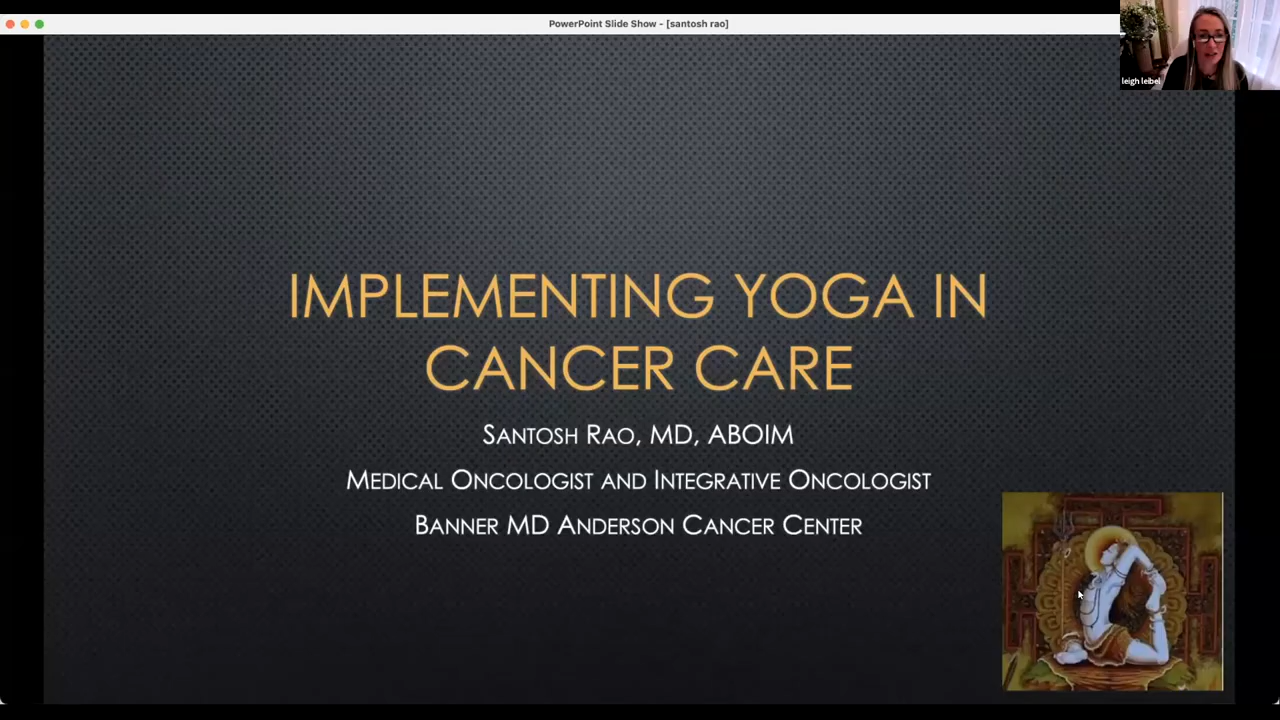 PowerPoint Slide Show - [santosh rao]
leigh leibel
IMPLEMENTING YOGA IN
CANCER CARE
SANTOSH RAO, MD, ABOIM
MEDICAL ONCOLOGIST AND INTEGRATIVE ONCOLOGIST
BANNER MD ANDERSON CANCER CENTER